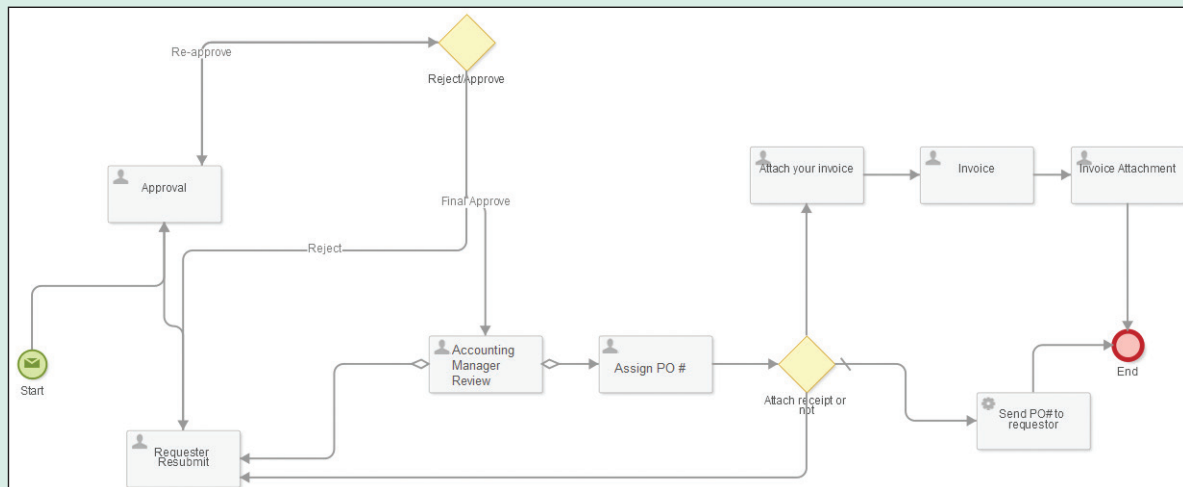 Re-approve
Reject/Approve
Approval
Attach your invoice
Invoice
Invoice Attachment
Final Approve
Reject
Start
Accounting
Manager
Review
Assign PO #
Attach receipt or
not
End
Send PO# to
requestor
Requester
Resubmit